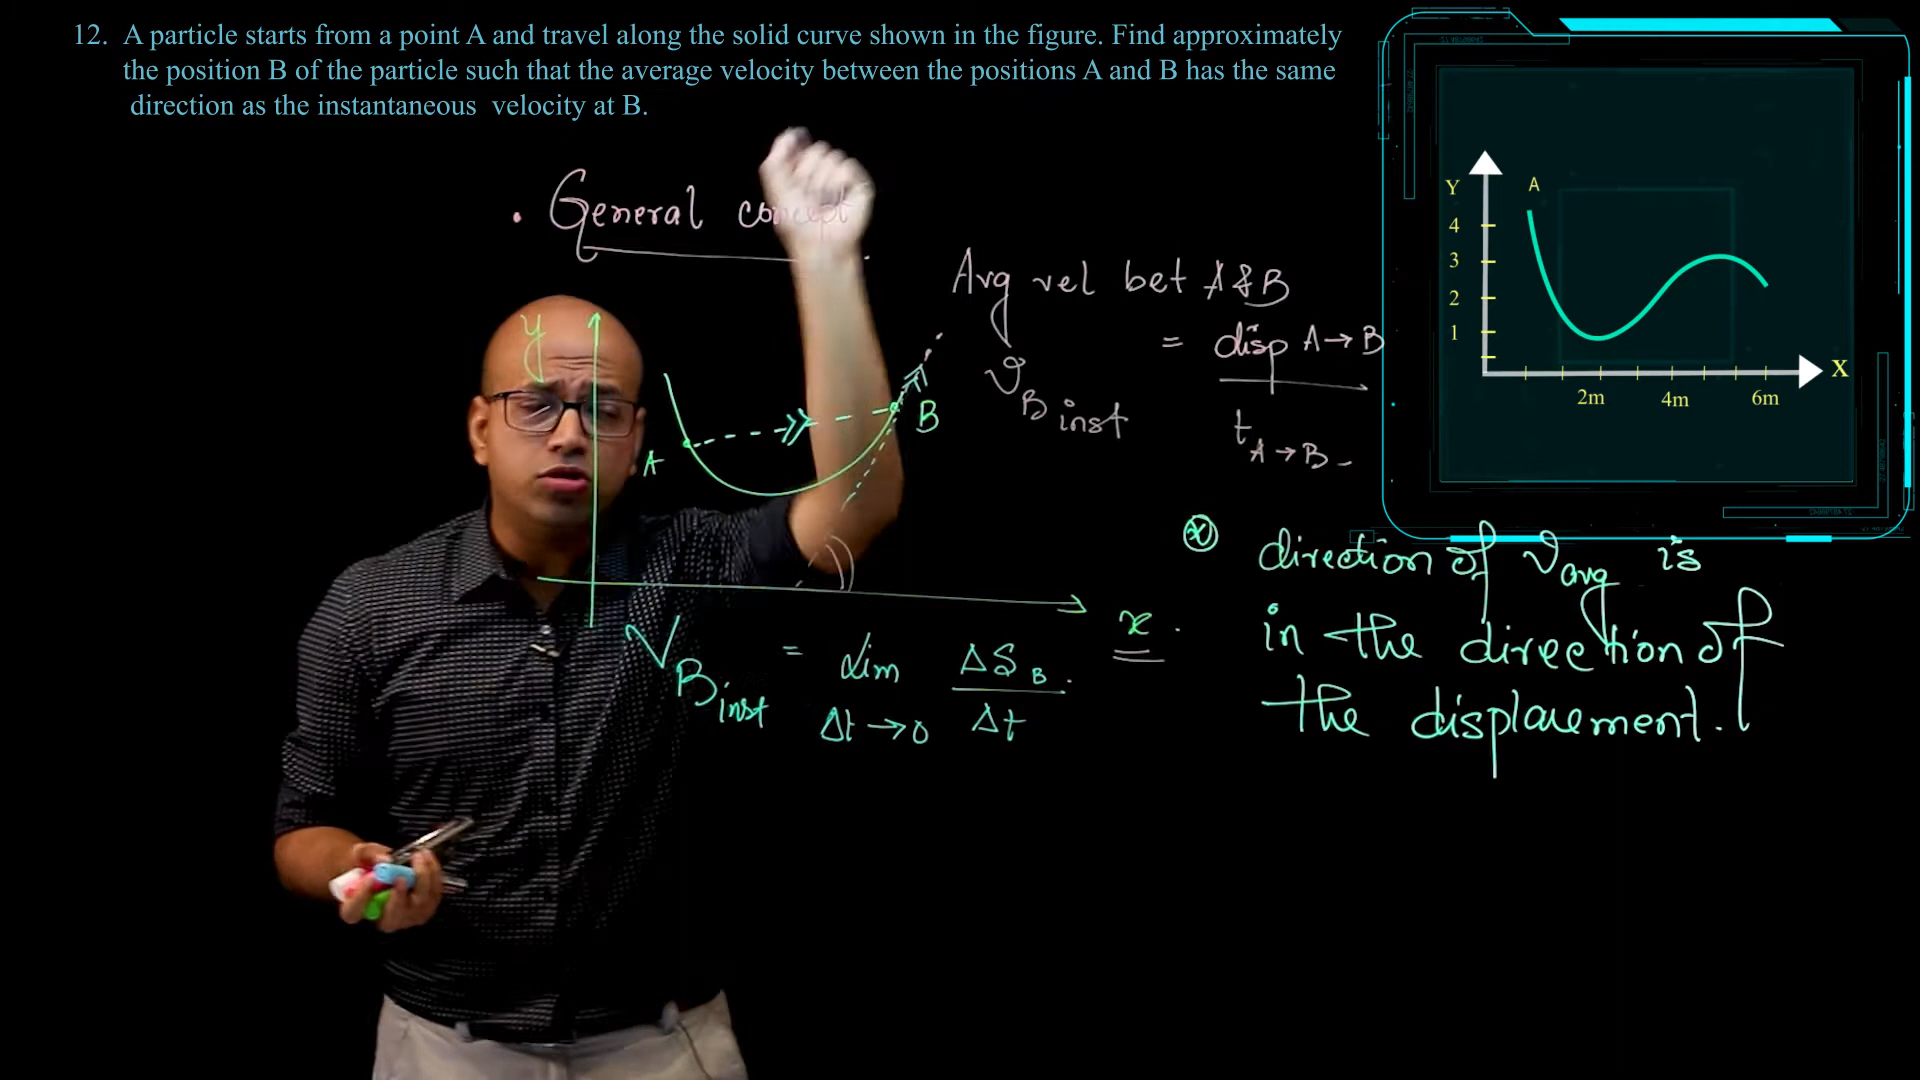 12. A particle starts from a point A and travel along the solid curve shown in the figure. Find approximately
the position B of the particle such that the average velocity between the positions A and B has the same
direction as the instantaneous velocity at B.
. General concept
Avg vel bet A & B
= disp A→B
t A→B
ϑ B inst
y
A
B
x
V B inst = Lim Δt→0 ΔS B / Δt
* direction of ϑ avg is
in the direction of
the displacement.
Y
A
4
3
2
1
X
2m 4m 6m